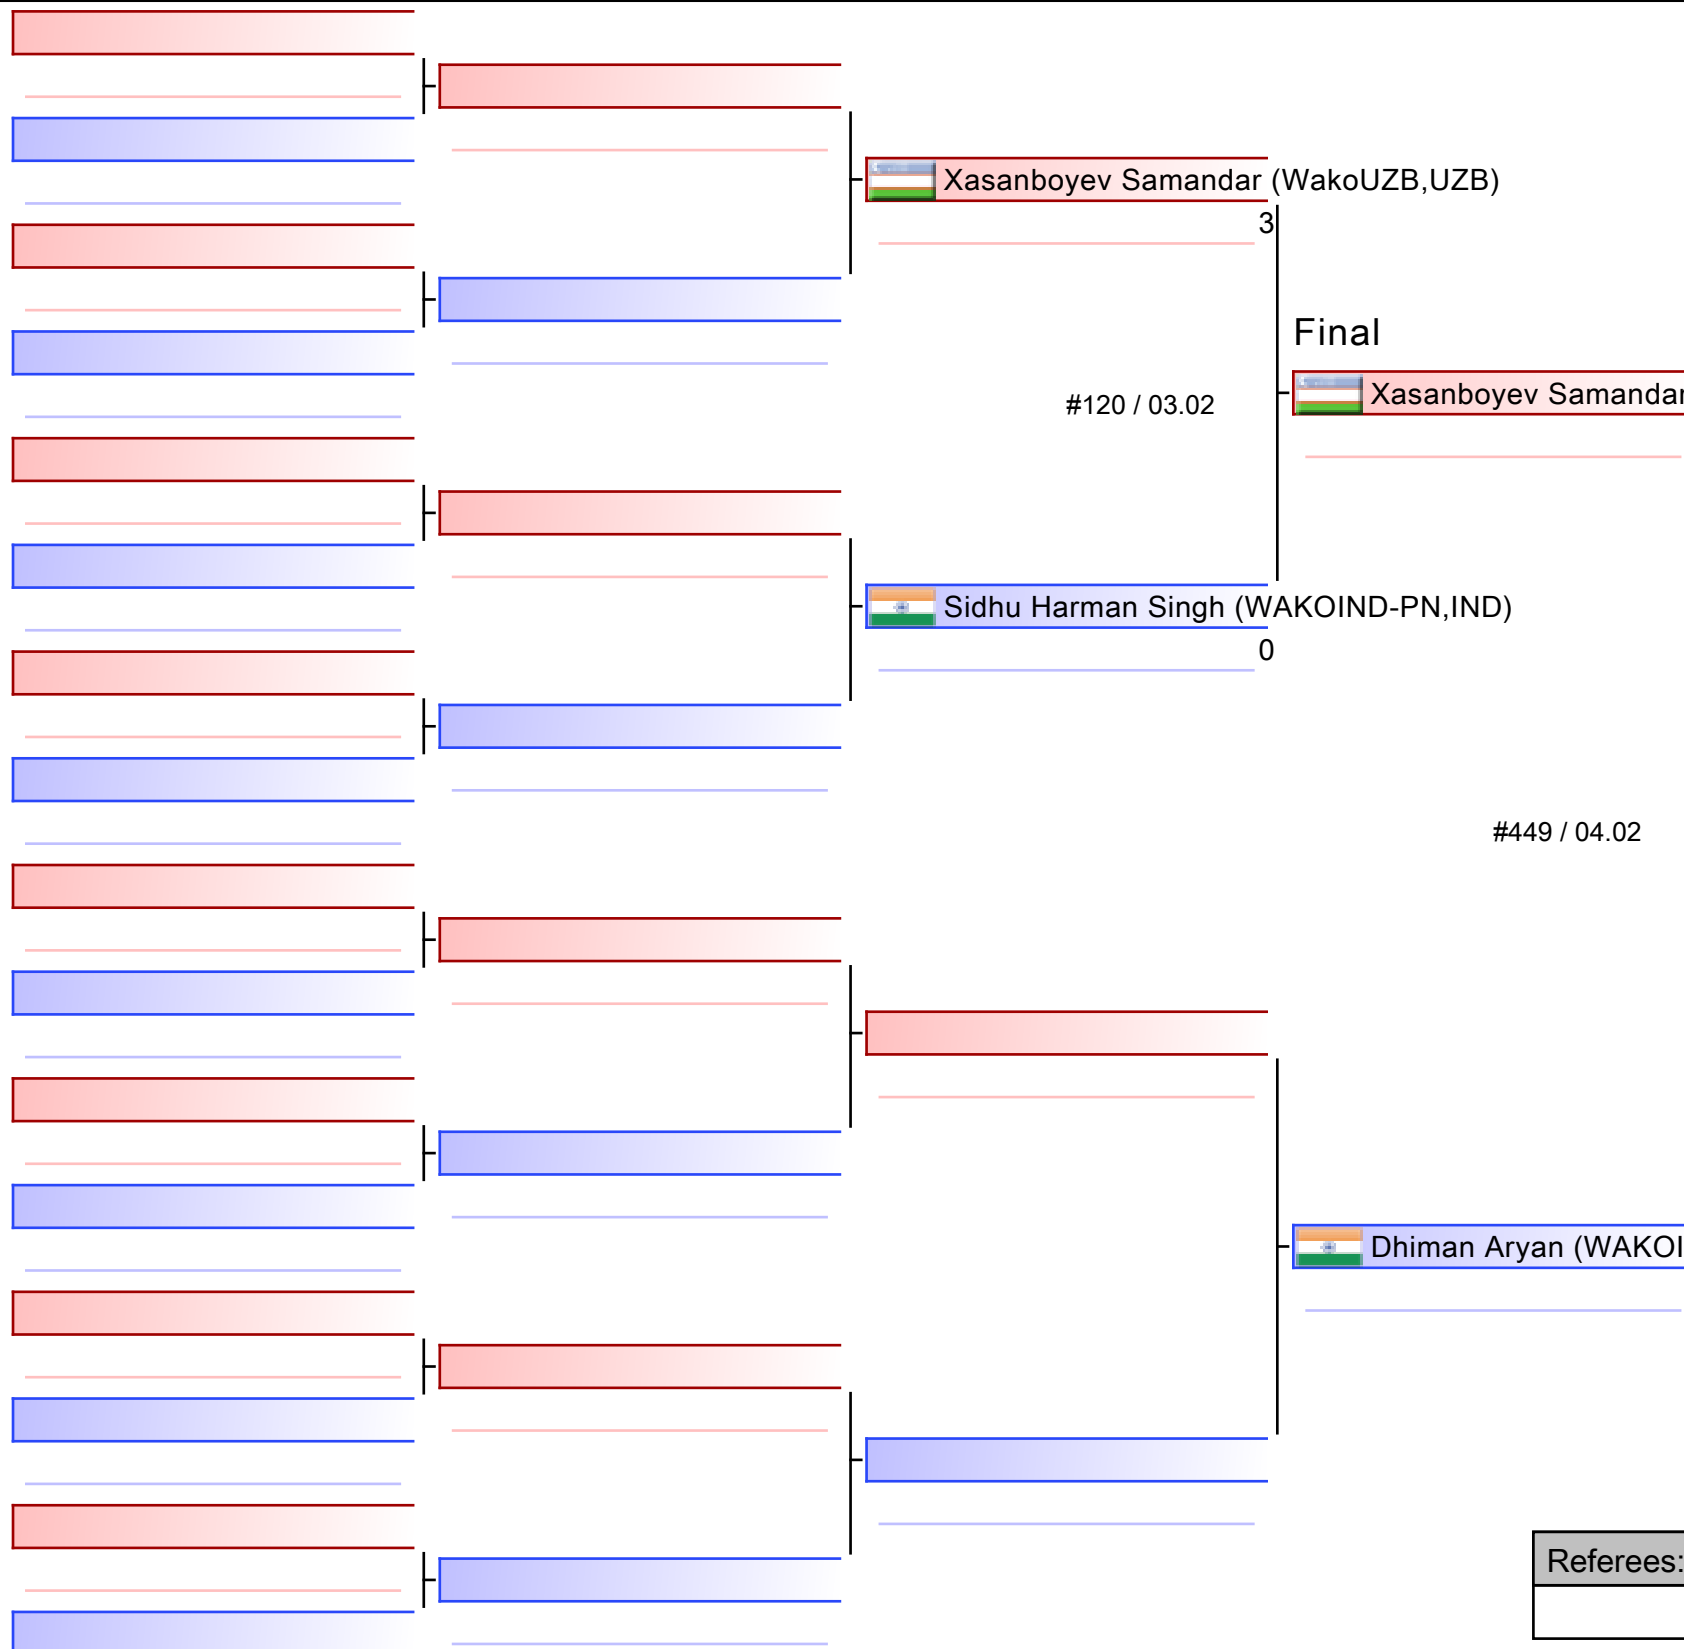 Xasanboyev Samandar (WakoUZB,UZB)
3
Final
Xasanboyev Samandar
#120 / 03.02
Sidhu Harman Singh (WAKOIND-PN,IND)
0
#449 / 04.02
Dhiman Aryan (WAKOI
Referees: